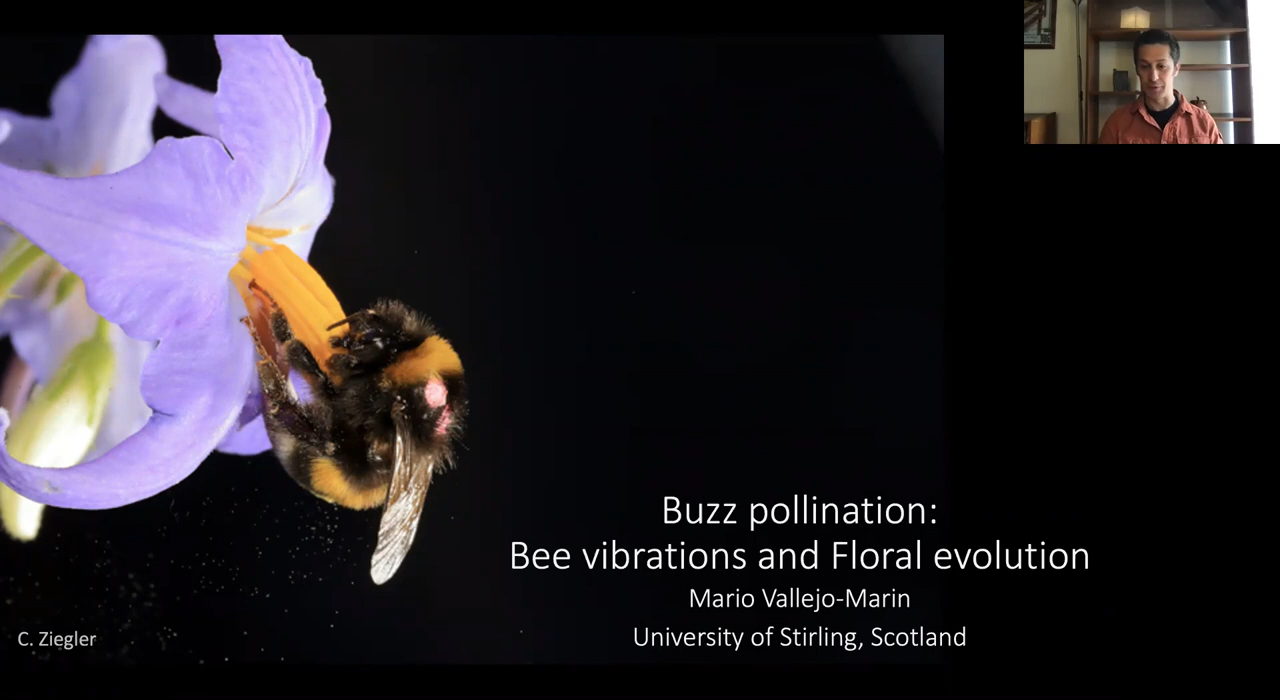 Buzz pollination:
Bee vibrations and Floral evolution
Mario Vallejo-Marin
University of Stirling, Scotland
C. Ziegler